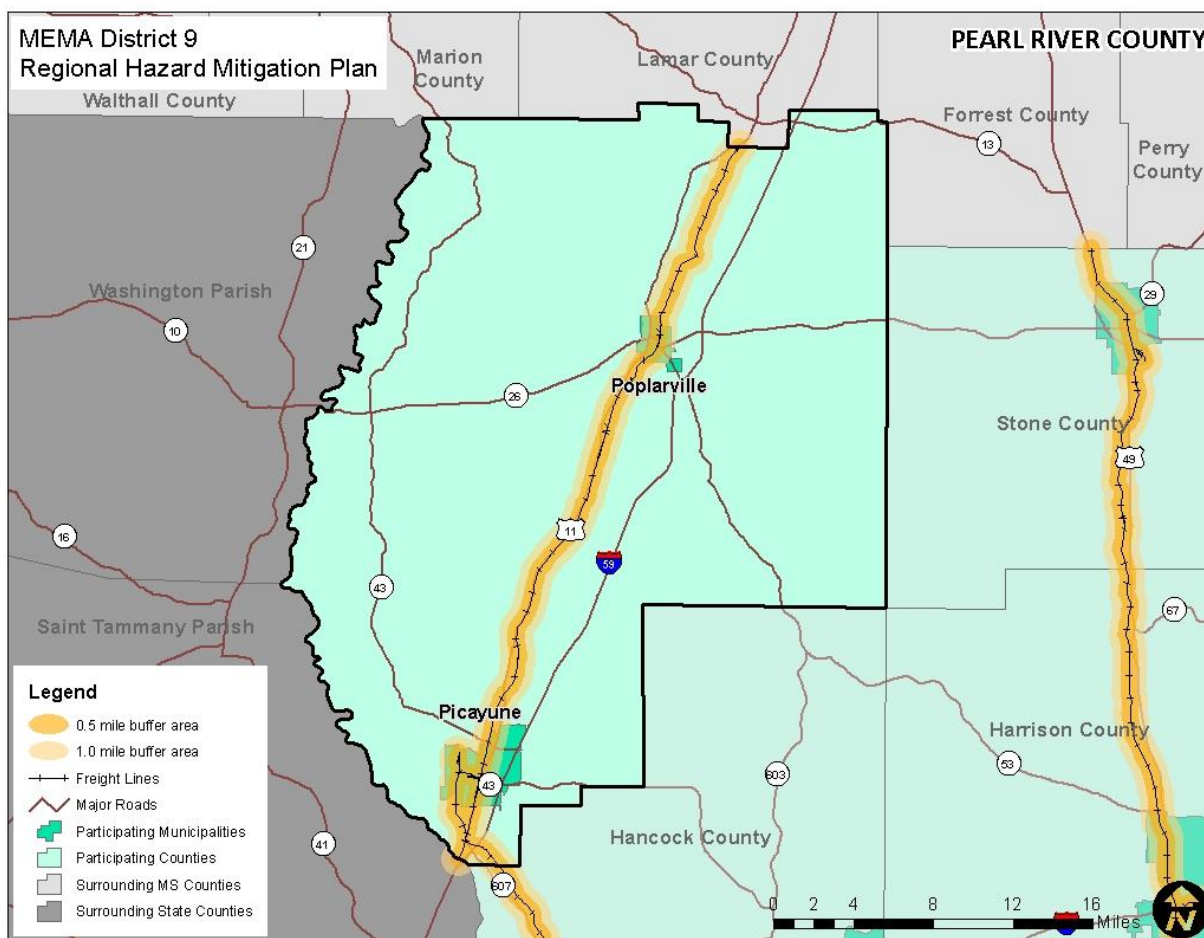 MEMA District 9
Regional Hazard Mitigation Plan
PEARL RIVER COUNTY
Marion
County
Lamar County
Walthall County
Forrest County
13
Perry
County
21
Washington Parish
29
10
26
Poplarville
Stone County
49
11
16
59
43
67
Saint Tammany Parish
Picayune
Harrison County
53
603
43
Hancock County
41
607
Legend
0.5 mile buffer area
1.0 mile buffer area
Freight Lines
Major Roads
Participating Municipalities
Participating Counties
Surrounding MS Counties
Surrounding State Counties
0 2 4 8 12 16
Miles
N